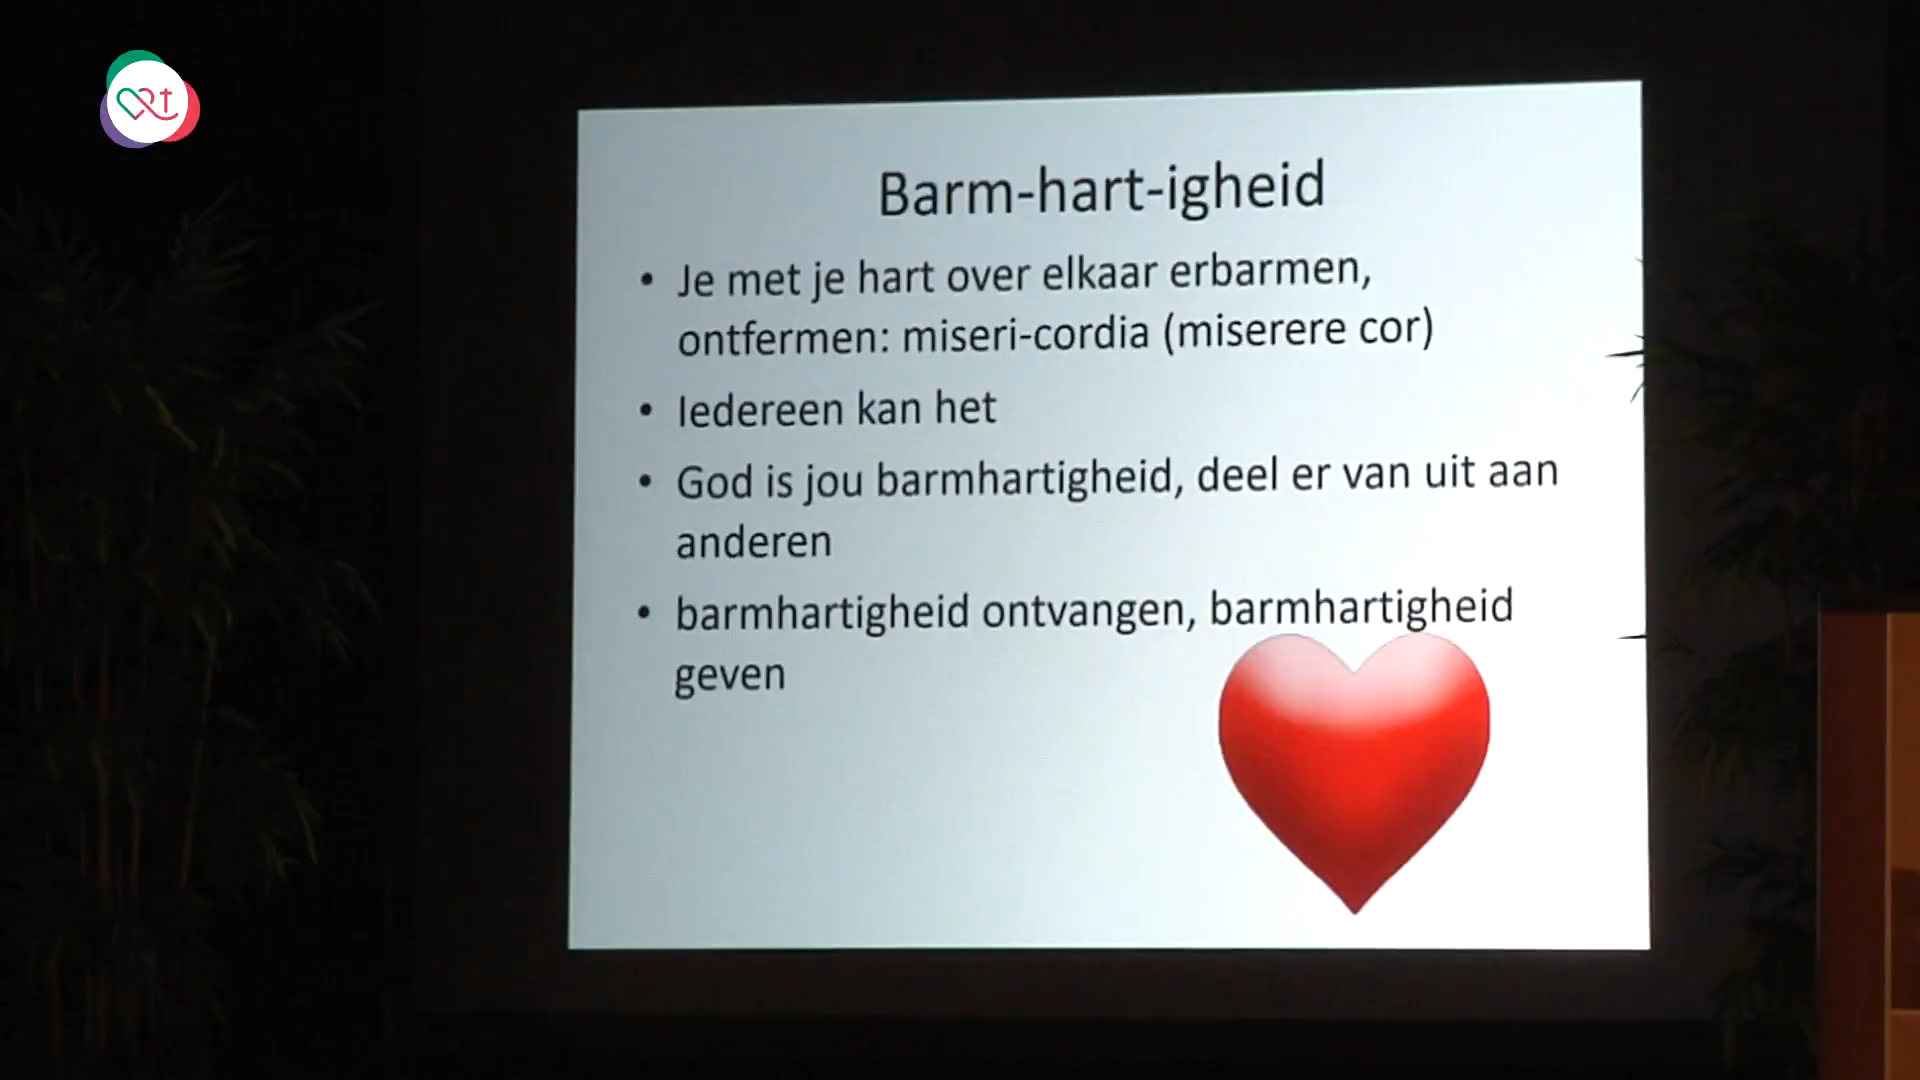 Barm-hart-igheid
• Je met je hart over elkaar erbarmen,
ontfermen: miseri-cordia (miserere cor)
• Iedereen kan het
• God is jou barmhartigheid, deel er van uit aan
anderen
• barmhartigheid ontvangen, barmhartigheid
geven